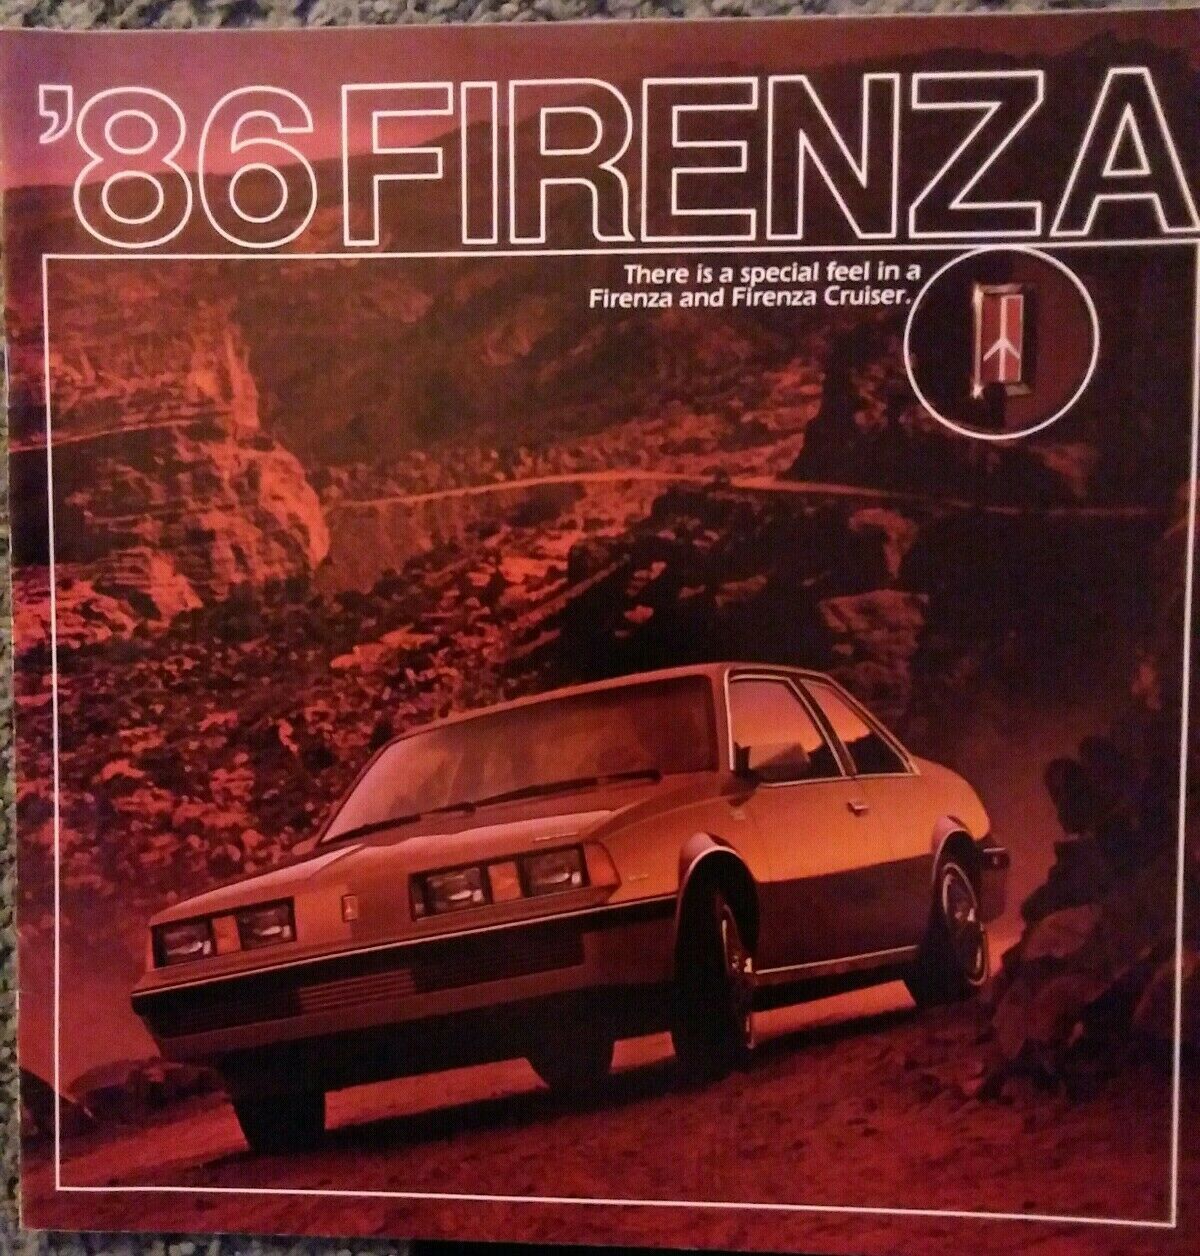 '86 FIRENZA
There is a special feel in a
Firenza and Firenza Cruiser.